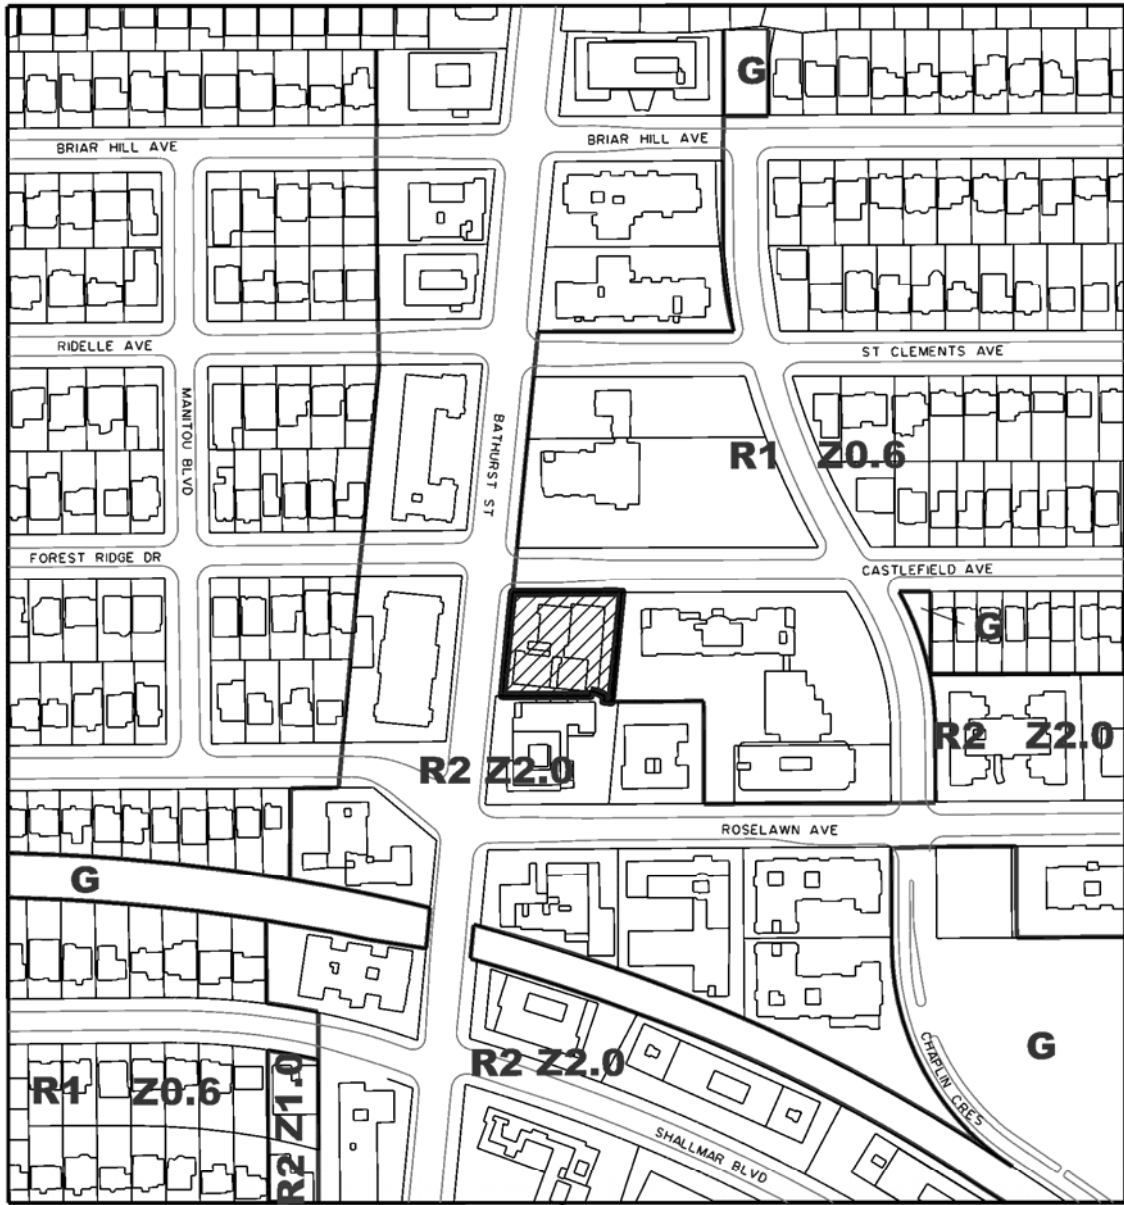 G
BRIAR HILL AVE
BRIAR HILL AVE
RIDELLE AVE
ST CLEMENTS AVE
MANITOU BLVD
BATHURST ST
R1 Z0.6
FOREST RIDGE DR
CASTLEFIELD AVE
G
R2 Z2.0
R2 Z2.0
ROSELAWN AVE
G
CHAPLIN CRES
G
R2 Z2.0
R1 Z0.6
R2 Z1.0
SHALLMAR BLVD